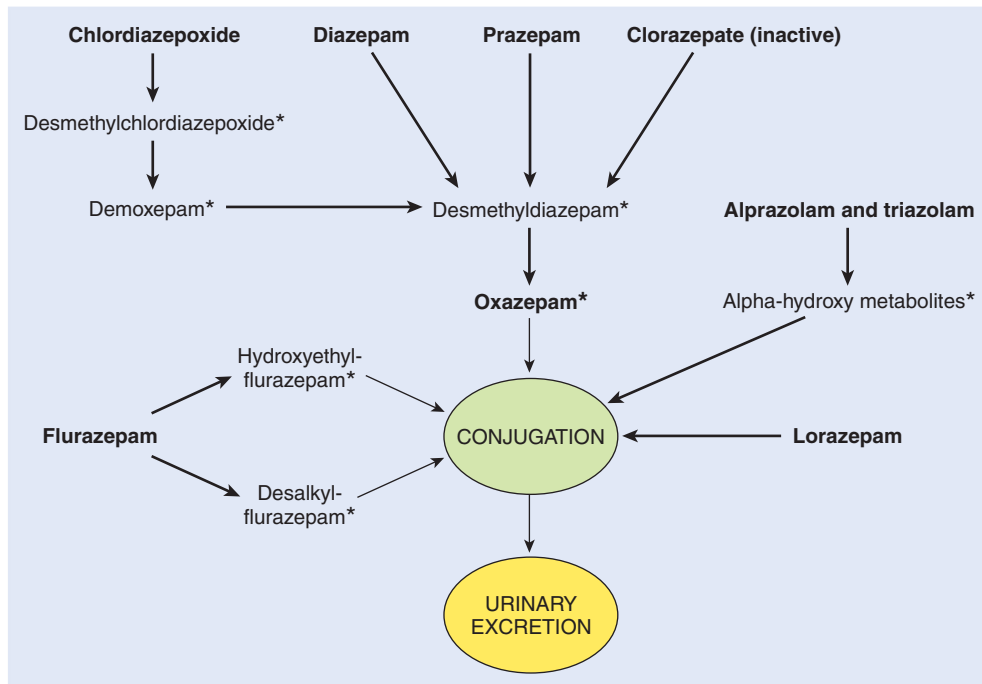 Chlordiazepoxide
Diazepam
Prazepam
Clorazepate (inactive)
Desmethylchlordiazepoxide*
Demoxepam*
Desmethyldiazepam*
Alprazolam and triazolam
Oxazepam*
Alpha-hydroxy metabolites*
Hydroxyethyl-
flurazepam*
Flurazepam
CONJUGATION
Lorazepam
Desalkyl-
flurazepam*
URINARY
EXCRETION